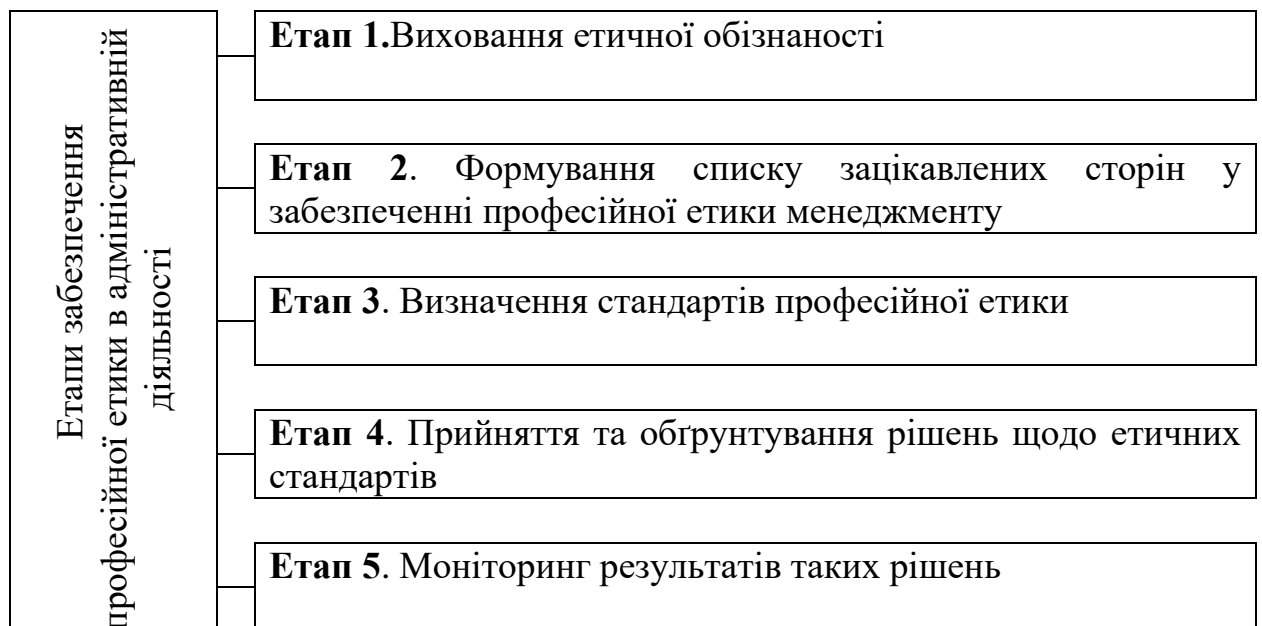 Етапи забезпечення
професійної етики в адміністративній
діяльності
Етап 1.Виховання етичної обізнаності
Етап 2. Формування списку зацікавлених сторін у
забезпеченні професійної етики менеджменту
Етап 3. Визначення стандартів професійної етики
Етап 4. Прийняття та обґрунтування рішень щодо етичних
стандартів
Етап 5. Моніторинг результатів таких рішень